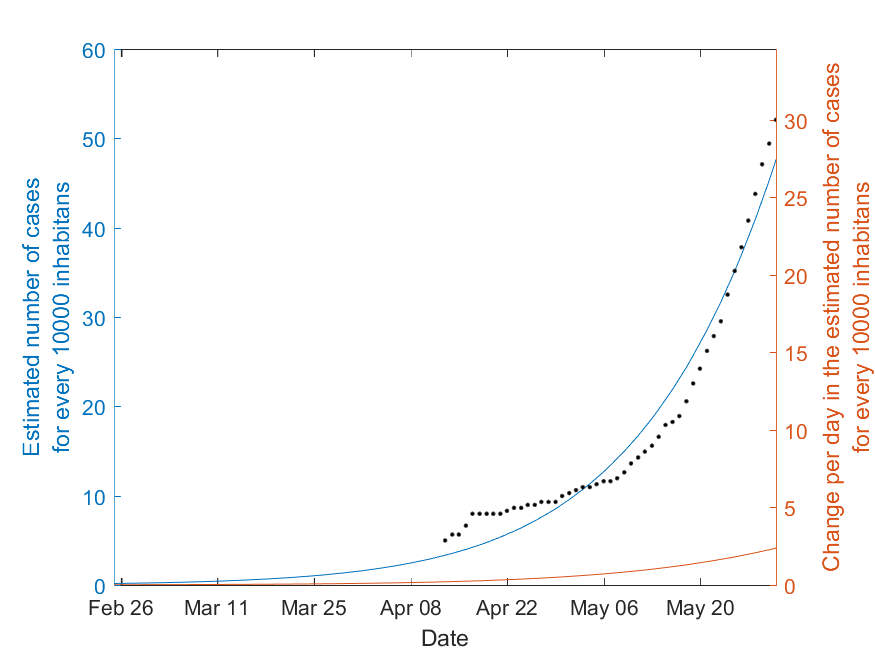 Estimated number of cases
for every 10000 inhabitans
60
50
40
30
20
10
0
Feb 26 Mar 11 Mar 25 Apr 08 Apr 22 May 06 May 20
Date
30
25
20
15
10
5
0
Change per day in the estimated number of cases
for every 10000 inhabitans